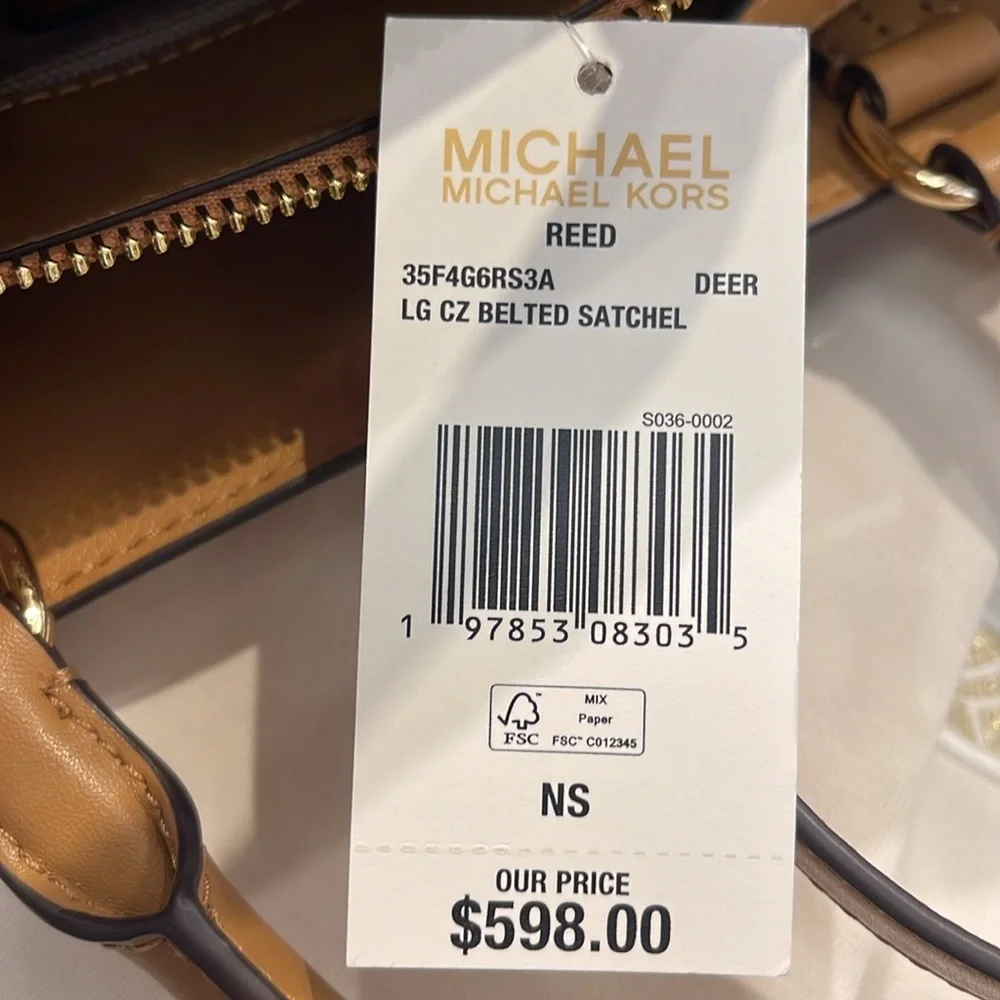 MICHAEL
MICHAEL KORS
REED
35F4G6RS3A DEER
LG CZ BELTED SATCHEL
S036-0002
1 97853 08303 5
FSC™
MIX
Paper
FSC™ C012345
NS
OUR PRICE
$598.00